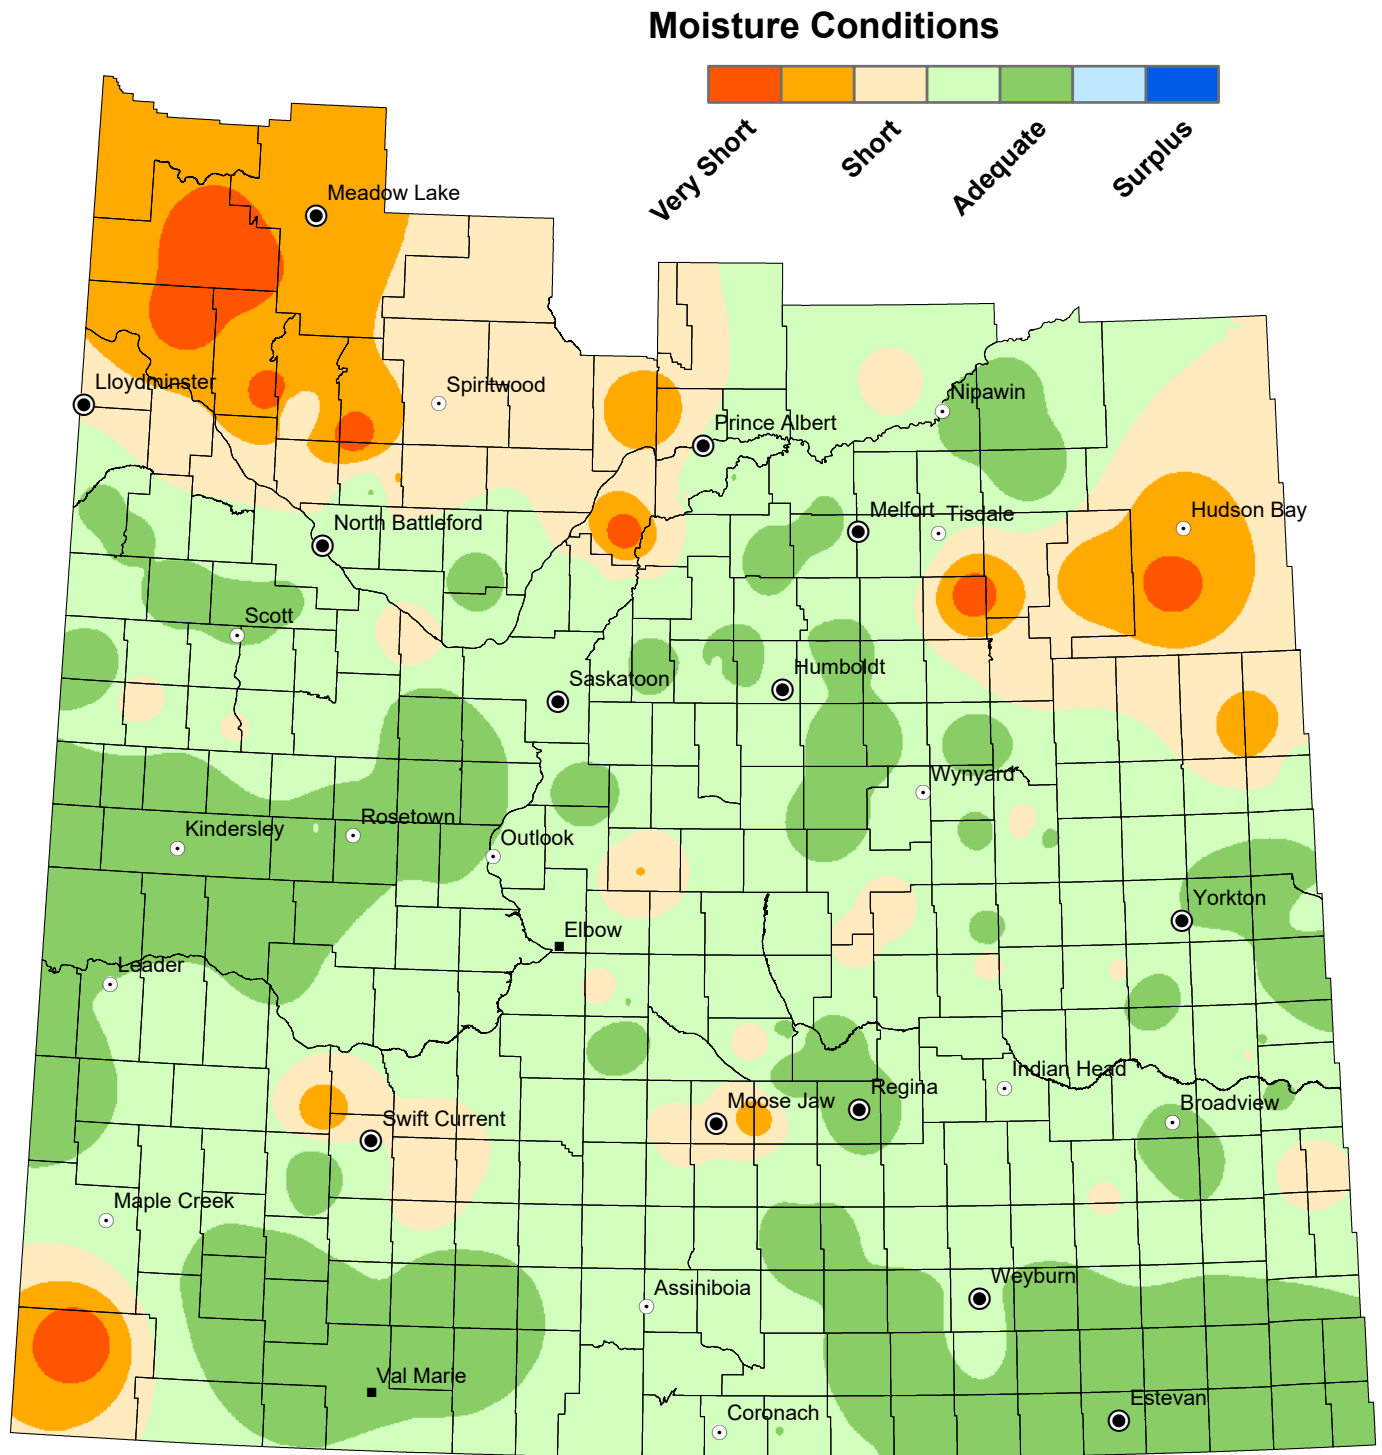 Moisture Conditions
Very Short
Short
Adequate
Surplus
Meadow Lake
Lloydminster
Spiritwood
Nipawin
Prince Albert
Hudson Bay
Melfort
Tisdale
North Battleford
Scott
Humboldt
Saskatoon
Wynyard
Rosetown
Kindersley
Outlook
Yorkton
Elbow
Leader
Indian Head
Regina
Moose Jaw
Broadview
Swift Current
Maple Creek
Weyburn
Assiniboia
Val Marie
Estevan
Coronach